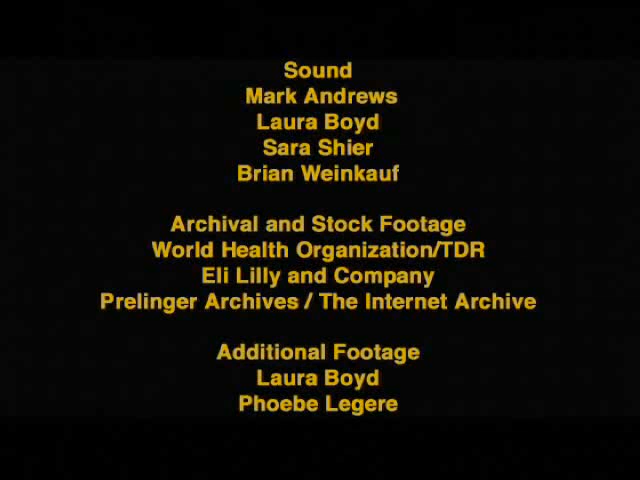 Sound
Mark Andrews
Laura Boyd
Sara Shier
Brian Weinkauf
Archival and Stock Footage
World Health Organization/TDR
Eli Lilly and Company
Prelinger Archives / The Internet Archive
Additional Footage
Laura Boyd
Phoebe Legere